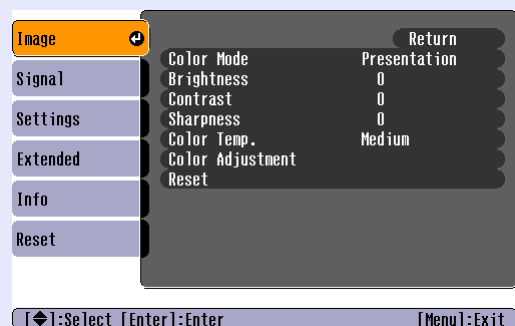 Image
Signal
Settings
Extended
Info
Reset
Return
Color Mode Presentation
Brightness 0
Contrast 0
Sharpness 0
Color Temp. Medium
Color Adjustment
Reset
[◆]:Select [Enter]:Enter [Menu]:Exit